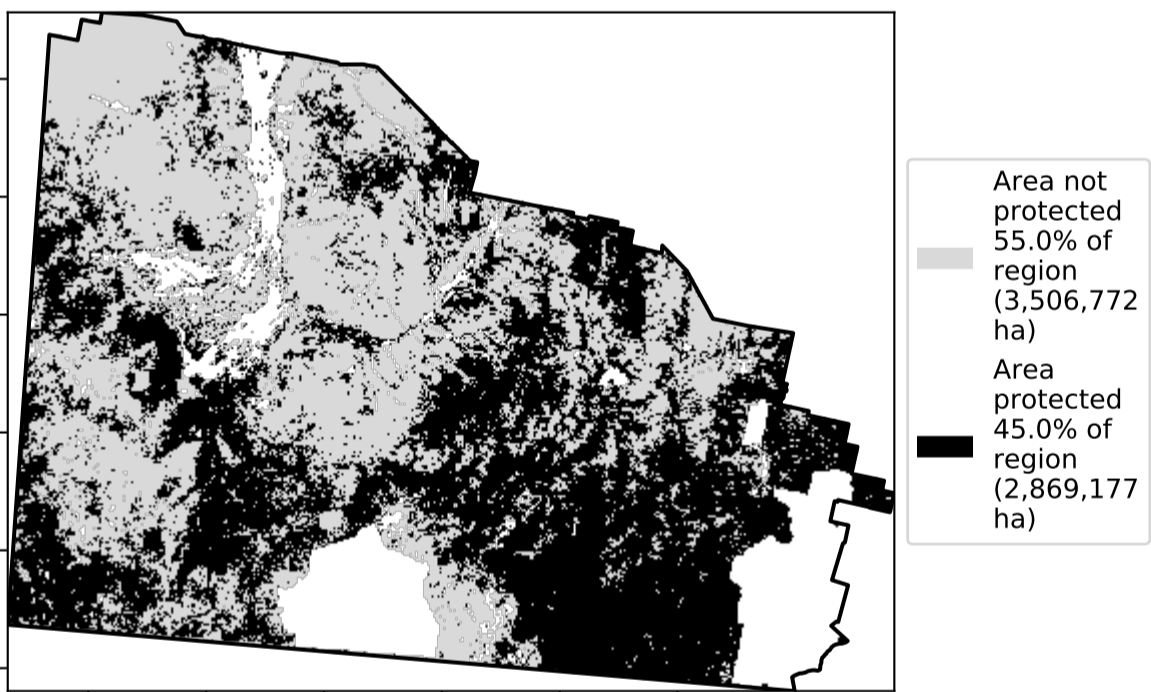 Area not
protected
55.0% of
region
(3,506,772
ha)
Area
protected
45.0% of
region
(2,869,177
ha)